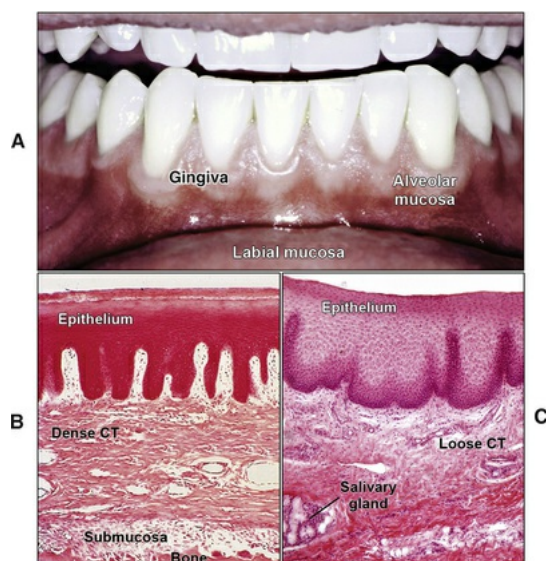 A
Gingiva
Alveolar
mucosa
Labial mucosa
B
Epithelium
Dense CT
Submucosa
Bone
C
Epithelium
Loose CT
Salivary
gland